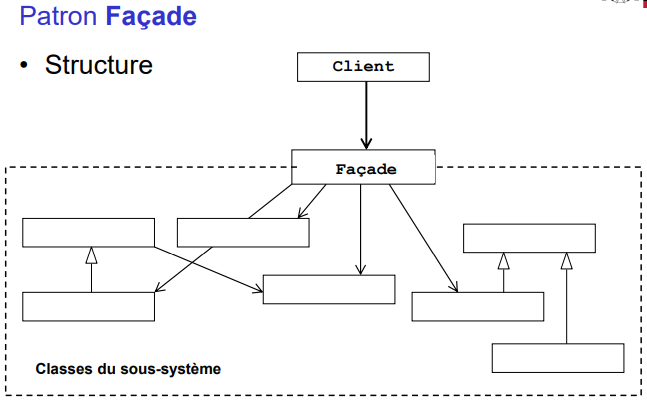 Patron Façade
• Structure
Client
Façade
Classes du sous-système